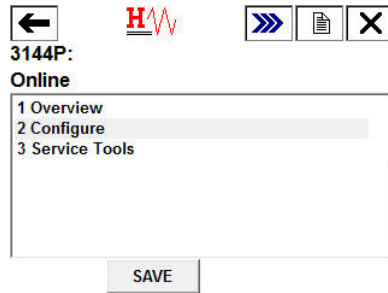 H
3144P:
Online
1 Overview
2 Configure
3 Service Tools
SAVE